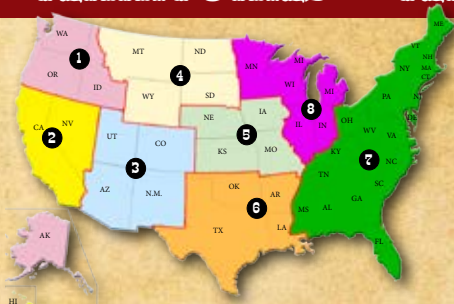 WA
OR
ID
1
MT
ND
WY
SD
4
CA
NV
2
UT
CO
AZ
N.M.
3
NE
IA
KS
MO
5
OK
AR
TX
LA
6
MN
WI
MI
MI
IL
IN
8
ME
VT
NH
MA
CT
NY
PA
NJ
DE
OH
WV
VA
KY
7
NC
TN
SC
MS
AL
GA
FL
AK
HI